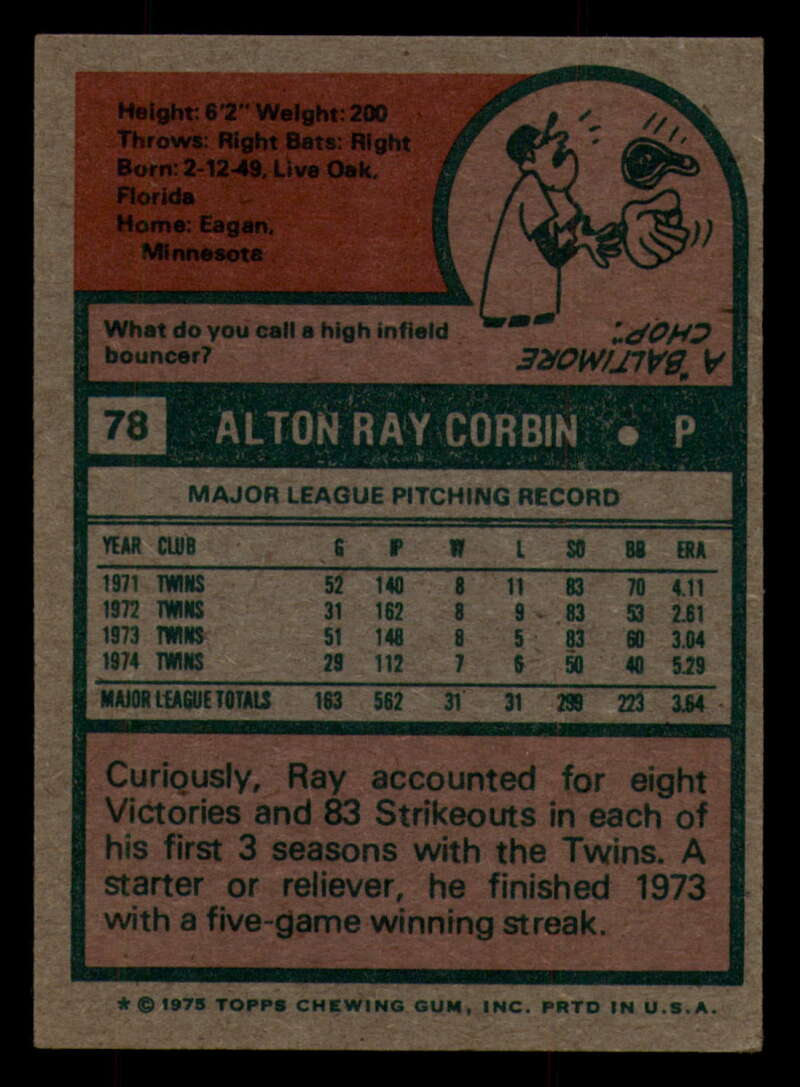 Height: 6'2" Weight: 200
Throws: Right Bats: Right
Born: 2-12-49, Live Oak,
Florida
Home: Eagan,
Minnesota
What do you call a high infield
bouncer?
A "BALTIMORE
CHOP."
78 ALTON RAY CORBIN • P
MAJOR LEAGUE PITCHING RECORD
YEAR CLUB G IP W L SO BB ERA
1971 TWINS 52 140 8 11 83 70 4.11
1972 TWINS 31 162 8 9 83 53 2.61
1973 TWINS 51 148 8 5 83 60 3.04
1974 TWINS 29 112 7 6 50 40 5.29
MAJOR LEAGUE TOTALS 163 562 31 31 299 223 3.64
Curiously, Ray accounted for eight
Victories and 83 Strikeouts in each of
his first 3 seasons with the Twins. A
starter or reliever, he finished 1973
with a five-game winning streak.
* © 1975 TOPPS CHEWING GUM, INC. PRTD IN U.S.A.